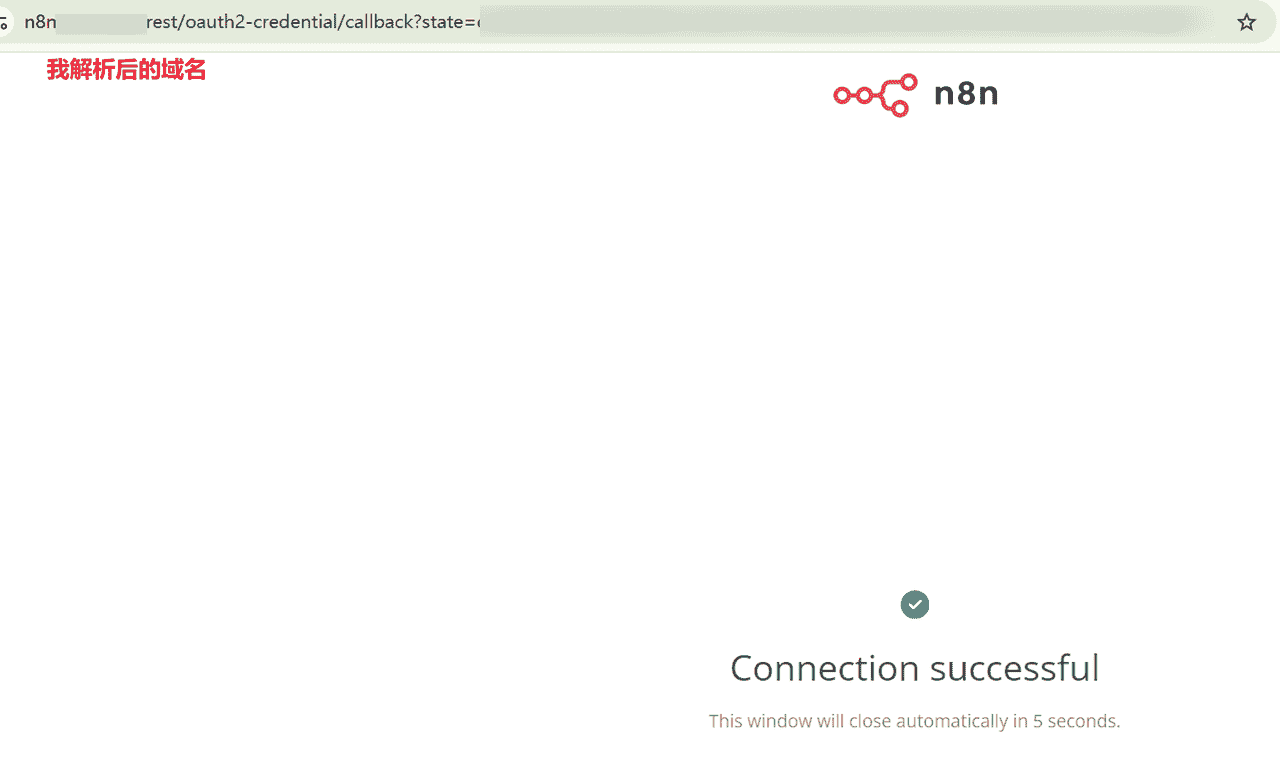 n8n rest/oauth2-credential/callback?state=
我解析后的域名
n8n
Connection successful
This window will close automatically in 5 seconds.